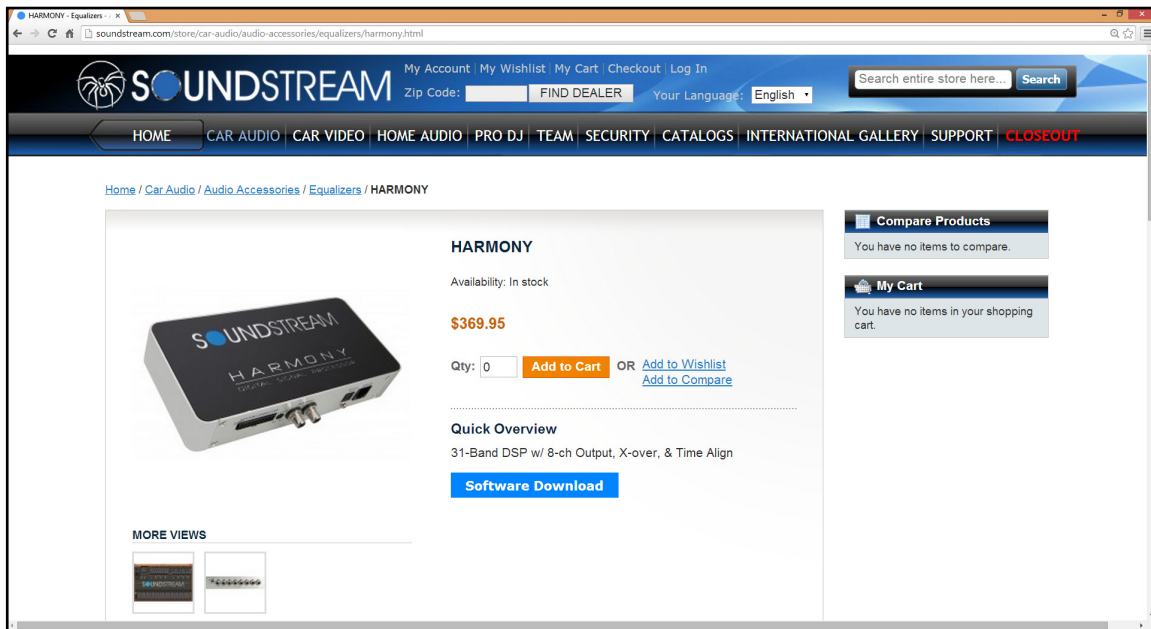 HARMONY - Equalizers -
soundstream.com/store/car-audio/audio-accessories/equalizers/harmony.html
SOUNDSTREAM
My Account | My Wishlist | My Cart | Checkout | Log In
Zip Code: FIND DEALER Your Language: English
Search entire store here... Search
HOME CAR AUDIO CAR VIDEO HOME AUDIO PRO DJ TEAM SECURITY CATALOGS INTERNATIONAL GALLERY SUPPORT CLOSEOUT
Home / Car Audio / Audio Accessories / Equalizers / HARMONY
SOUNDSTREAM
HARMONY
DIGITAL SIGNAL PROCESSOR
HARMONY
Availability: In stock
$369.95
Qty: 0 Add to Cart OR Add to Wishlist
Add to Compare
Quick Overview
31-Band DSP w/ 8-ch Output, X-over, & Time Align
Software Download
MORE VIEWS
SOUNDSTREAM
Compare Products
You have no items to compare.
My Cart
You have no items in your shopping
cart.